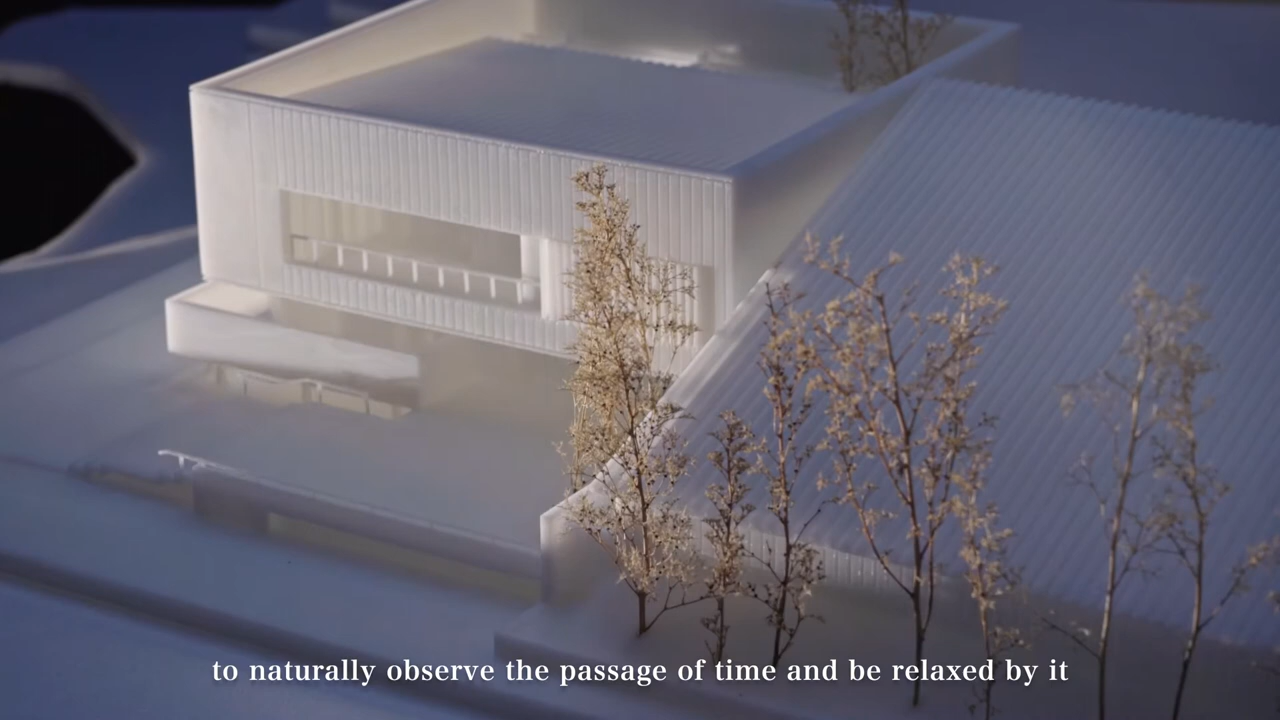 to naturally observe the passage of time and be relaxed by it